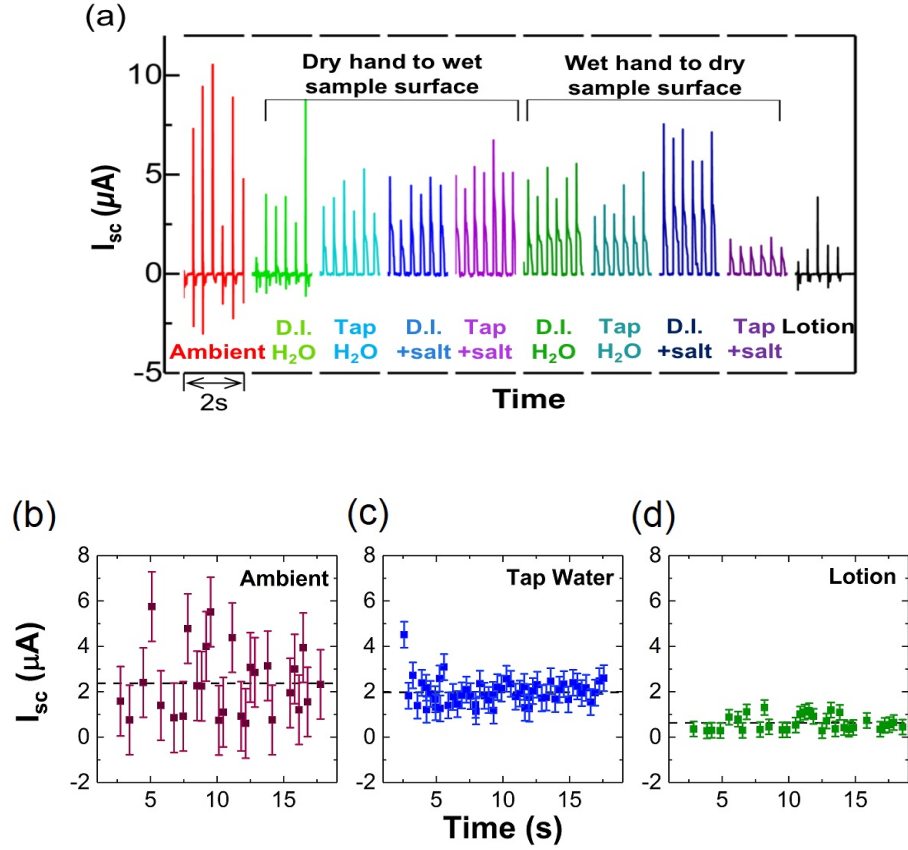 (a)
Dry hand to wet
sample surface
Wet hand to dry
sample surface
10
5
0
-5
Isc (µA)
Ambient
D.I.
H2O
Tap
H2O
D.I.
+salt
Tap
+salt
D.I.
H2O
Tap
H2O
D.I.
+salt
Tap
+salt
Lotion
2s
Time
(b)
(c)
(d)
Isc (µA)
8
6
4
2
0
-2
Ambient
5
10
15
8
6
4
2
0
-2
Tap Water
5
10
15
8
6
4
2
0
-2
Lotion
5
10
15
Time (s)